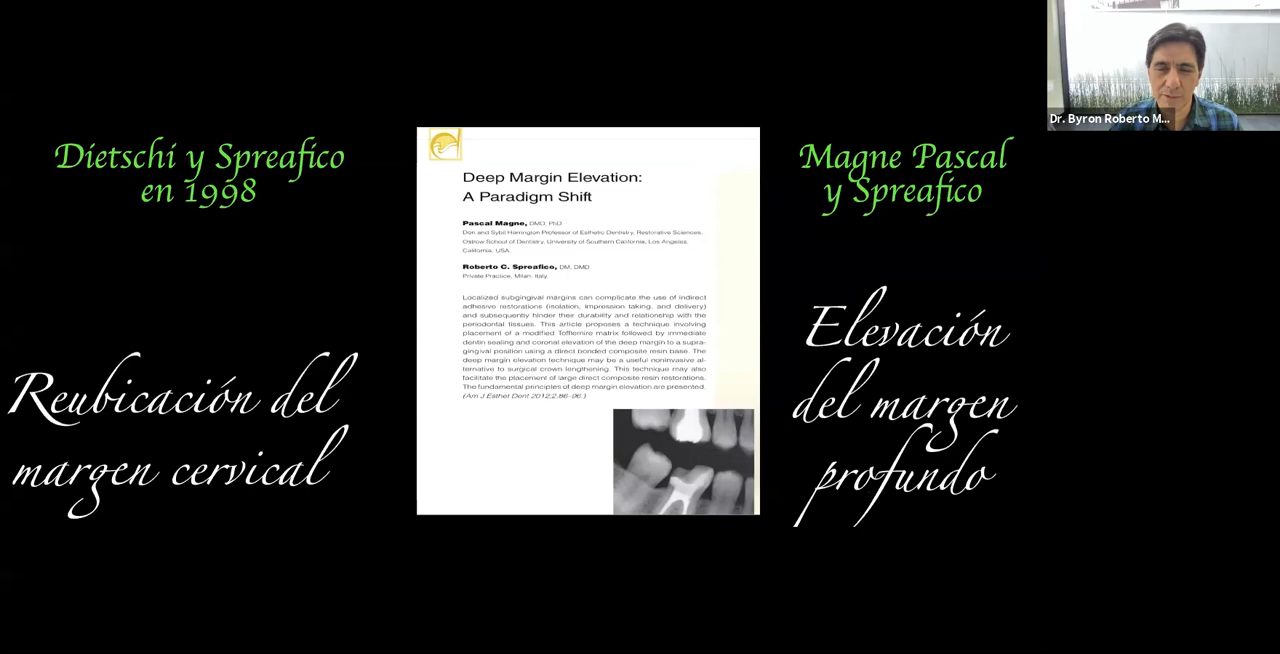 Dr. Byron Roberto M...
Dietschi y Spreafico
en 1998
Reubicación del
margen cervical
Deep Margin Elevation:
A Paradigm Shift
Pascal Magne, DMD, PhD
Don and Sybil Harrington Professor of Esthetic Dentistry, Restorative Sciences,
Ostrow School of Dentistry, University of Southern California, Los Angeles,
California, USA.
Roberto C. Spreafico, DM, DMD
Private Practice, Milan, Italy.
Localized subgingival margins can complicate the use of indirect
adhesive restorations (isolation, impression taking, and delivery)
and subsequently hinder their durability and relationship with the
periodontal tissues. This article proposes a technique involving
placement of a modified Tofflemire matrix followed by immediate
dentin sealing and coronal elevation of the deep margin to a supra-
gingival position using a direct bonded composite resin base. The
deep margin elevation technique may be a useful noninvasive al-
ternative to surgical crown lengthening. This technique may also
facilitate the placement of large direct composite resin restorations.
The fundamental principles of deep margin elevation are presented.
(Am J Esthet Dent 2012;2:86–96.)
Magne Pascal
y Spreafico
Elevación
del margen
profundo